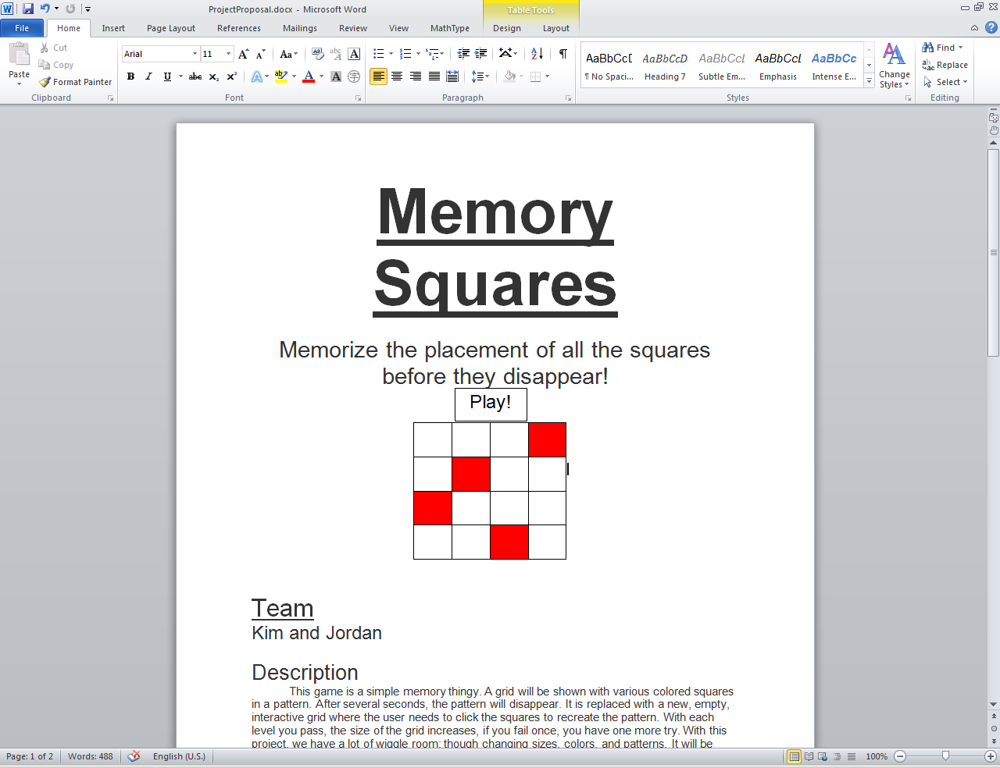 ProjectProposal.docx - Microsoft Word
Table Tools
File Home Insert Page Layout References Mailings Review View MathType Design Layout
Paste
Cut
Copy
Format Painter
Clipboard
Arial 11
Font
Paragraph
AaBbCcD AaBbCcD AaBbCcL AaBbCcL AaBbCc
¶ No Spaci... Heading 7 Subtle Em... Emphasis Intense E...
Change
Styles
Styles
Find
Replace
Select
Editing
Memory
Squares
Memorize the placement of all the squares
before they disappear!
Play!
Team
Kim and Jordan
Description
This game is a simple memory thingy. A grid will be shown with various colored squares
in a pattern. After several seconds, the pattern will disappear. It is replaced with a new, empty,
interactive grid where the user needs to click the squares to recreate the pattern. With each
level you pass, the size of the grid increases, if you fail once, you have one more try. With this
project, we have a lot of wiggle room; though changing sizes, colors, and patterns. It will be
Page: 1 of 2 Words: 488 English (U.S.) 100%